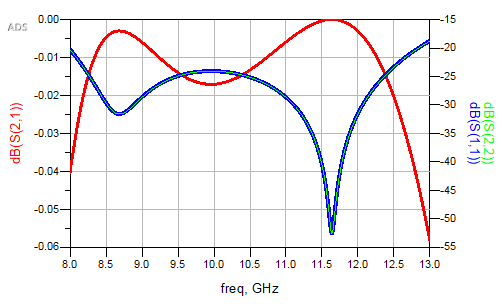 ADS
0.00
-0.01
-0.02
-0.03
-0.04
-0.05
-0.06
dB(S(2,1))
-15
-20
-25
-30
-35
-40
-45
-50
-55
dB(S(2,2))
dB(S(1,1))
8.0 8.5 9.0 9.5 10.0 10.5 11.0 11.5 12.0 12.5 13.0
freq, GHz